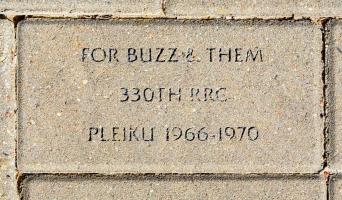 FOR BUZZ & THEM
330TH RRC
PLEIKU 1966-1970